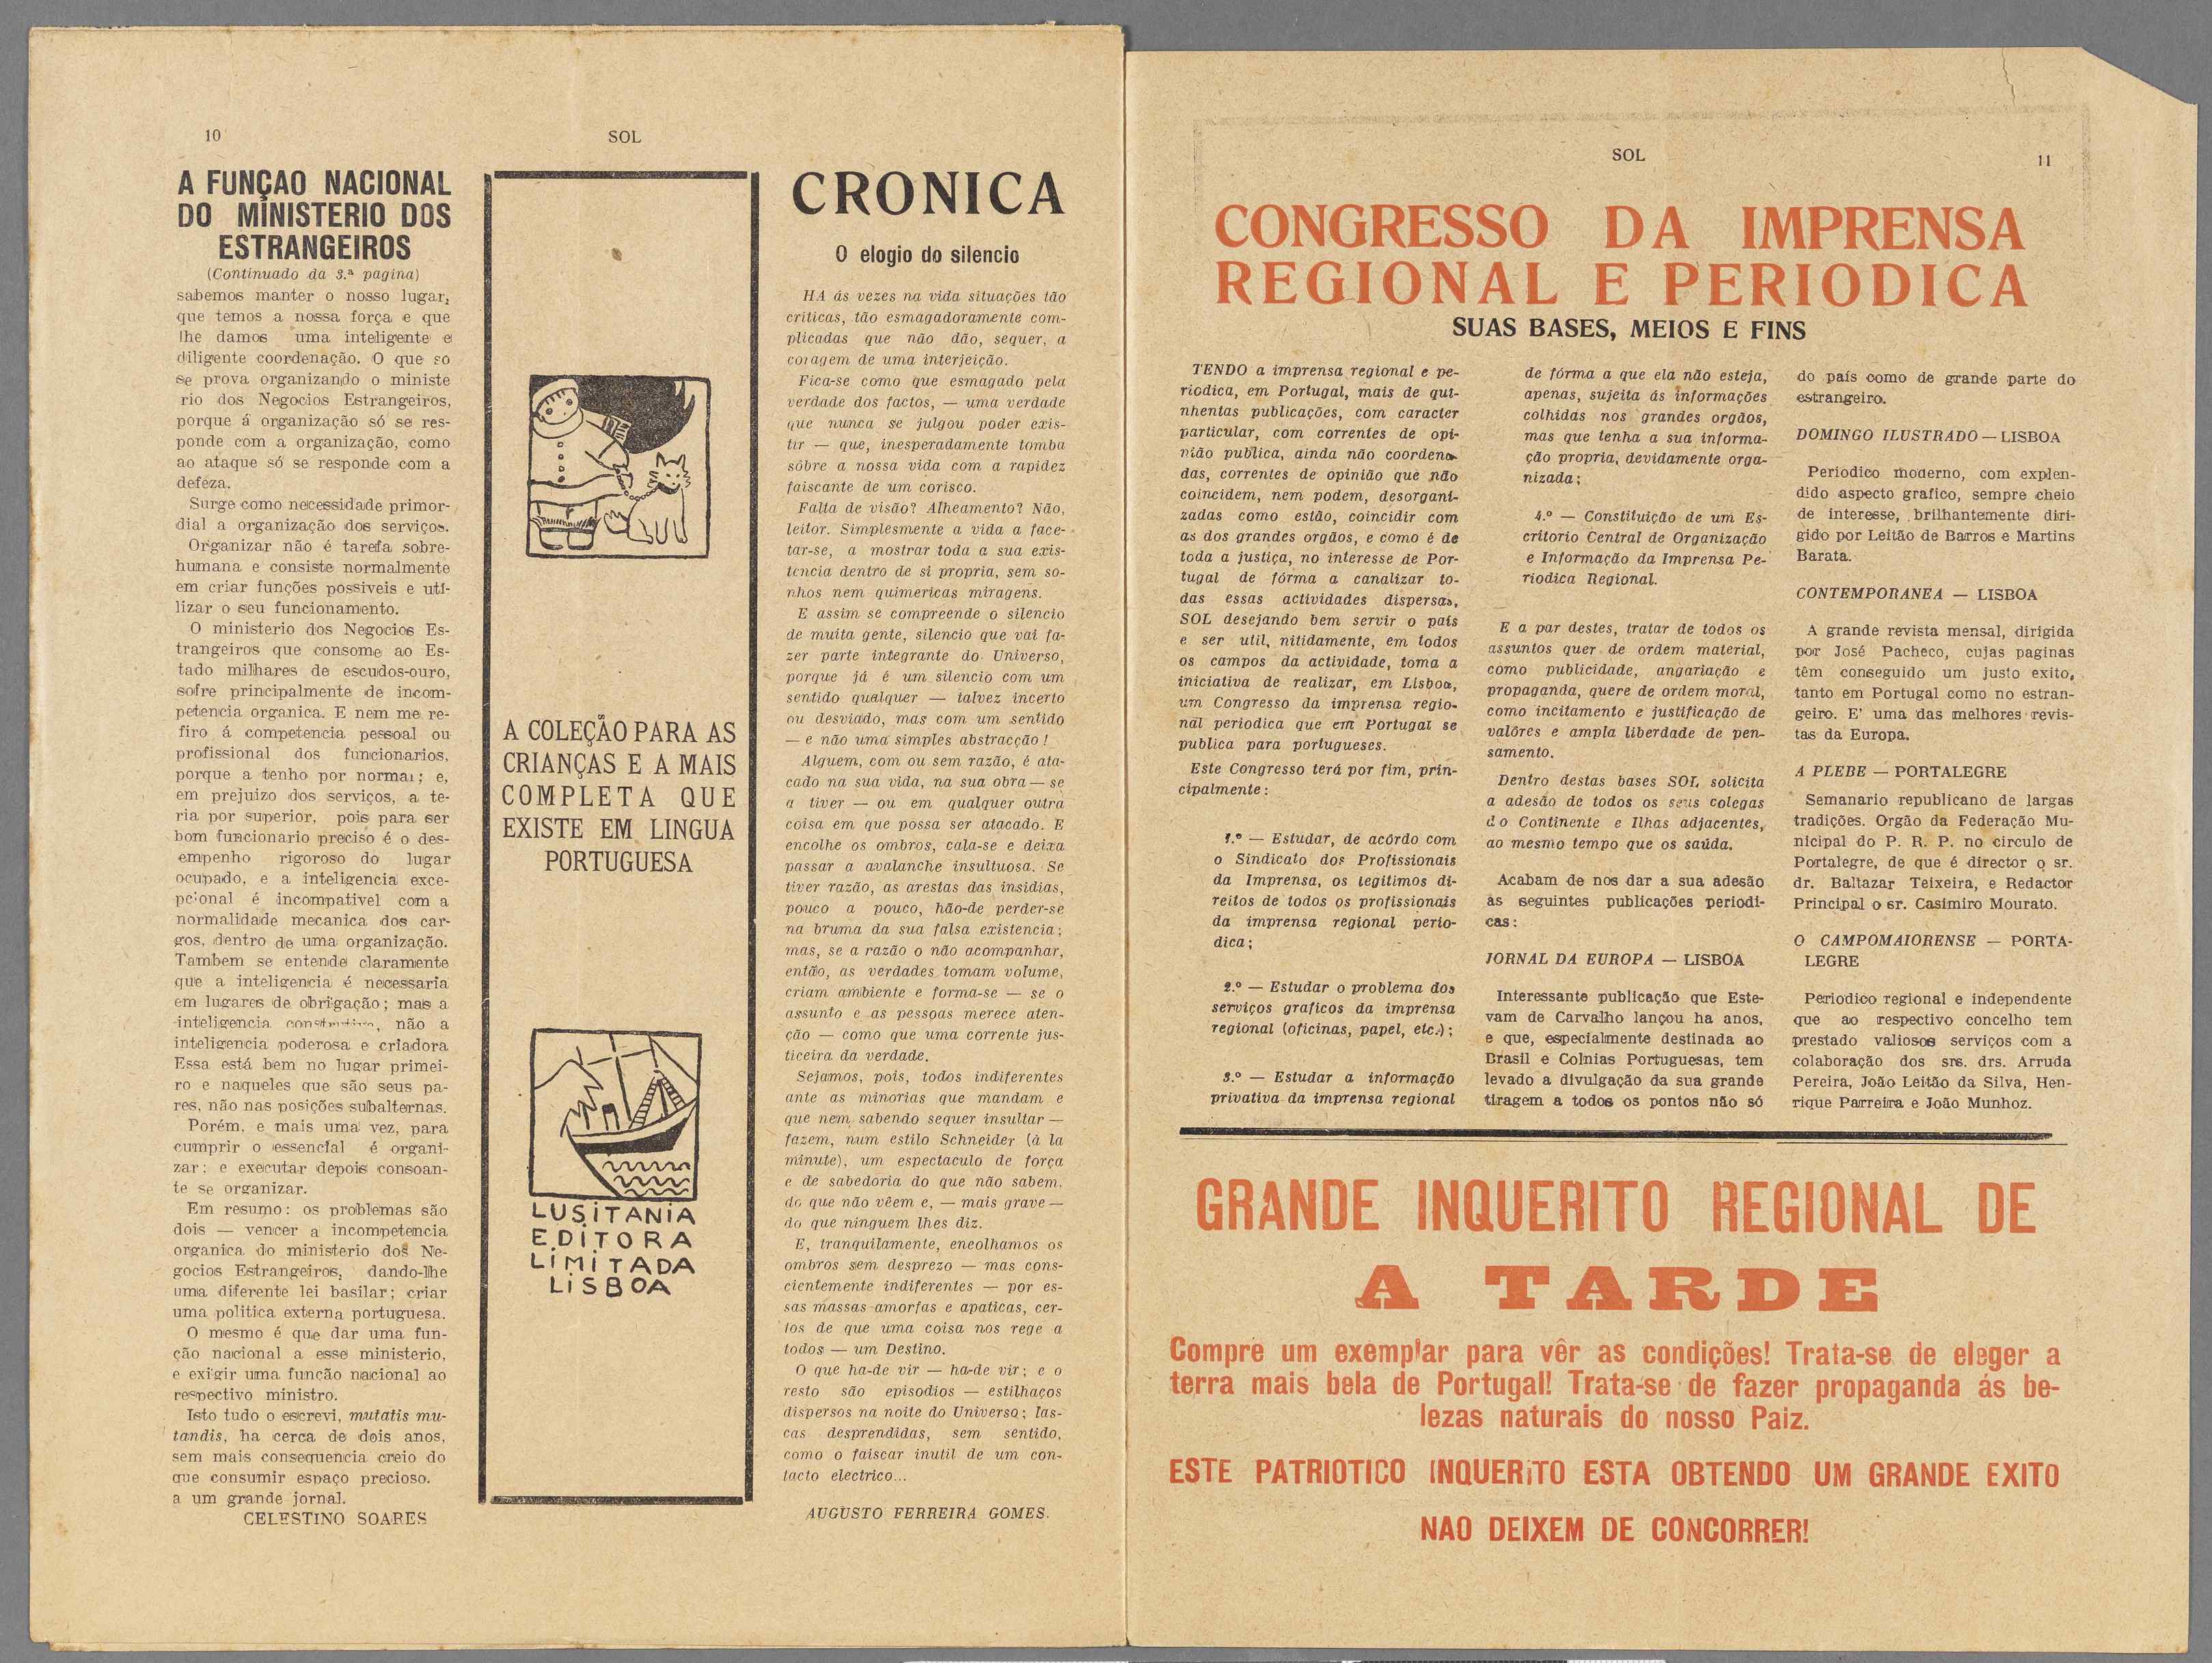 10
SOL
A FUNÇAO NACIONAL
DO MINISTERIO DOS
ESTRANGEIROS
(Continuado da 3.ª pagina)
sabemos manter o nosso lugar,
que temos a nossa força e que
lhe damos uma inteligente e
diligente coordenação. O que so
se prova organizando o ministe
rio dos Negocios Estrangeiros,
porque á organização só se res-
ponde com a organização, como
ao ataque só se responde com a
defeza.
Surge como necessidade primor-
dial a organização dos serviços.
Organizar não é tarefa sobre-
humana e consiste normalmente
em criar funções possiveis e uti-
lizar o seu funcionamento.
O ministerio dos Negocios Es-
trangeiros que consome ao Es-
tado milhares de escudos-ouro,
sofre principalmente de incom-
petencia organica. E nem me re-
firo á competencia pessoal ou
profissional dos funcionarios,
porque a tenho por normal; e,
em prejuizo dos serviços, a te-
ria por superior, pois para ser
bom funcionario preciso é o des-
empenho rigoroso do lugar
ocupado, e a inteligencia exce-
pcional é incompativel com a
normalidade mecanica dos car-
gos, dentro de uma organização.
Tambem se entende claramente
que a inteligencia é necessaria
em lugares de obrigação; mas a
inteligencia não a
inteligencia poderosa e criadora
Essa está bem no lugar primei-
ro e naqueles que são seus pa-
res, não nas posições subalternas.
Porém, e mais uma vez, para
cumprir o essencial é organi-
zar; e executar depois consoan-
te se organizar.
Em resumo: os problemas são
dois — vencer a incompetencia
organica do ministerio dos Ne-
gocios Estrangeiros, dando-lhe
uma diferente lei basilar; criar
uma politica externa portuguesa.
O mesmo é que dar uma fun-
ção nacional a esse ministerio,
e exigir uma funcão nacional ao
respectivo ministro.
Isto tudo o escrevi, mutatis mu-
tandis, ha cerca de dois anos,
sem mais consequencia creio do
que consumir espaço precioso.
a um grande jornal.
CELESTINO SOARES
A COLEÇÃO PARA AS
CRIANÇAS E A MAIS
COMPLETA QUE
EXISTE EM LINGUA
PORTUGUESA
LUSITANIA
EDITORA
LIMITADA
LISBOA
CRONICA
O elogio do silencio
HA ás vezes na vida situações tão
criticas, tão esmagadoramente com-
plicadas que não dão, sequer, a
coragem de uma interjeição.
Fica-se como que esmagado pela
verdade dos factos, — uma verdade
que nunca se julgou poder exis-
tir — que, inesperadamente tomba
sôbre a nossa vida com a rapidez
faiscante de um corisco.
Falta de visão? Alheamento? Não,
leitor. Simplesmente a vida a face-
tar-se, a mostrar toda a sua exis-
tencia dentro de si propria, sem so-
nhos nem quimericas miragens.
E assim se compreende o silencio
de muita gente, silencio que vai fa-
zer parte integrante do Universo,
porque já é um silencio com um
sentido qualquer — talvez incerto
ou desviado, mas com um sentido
— e não uma simples abstracção!
Alguem, com ou sem razão, é ata-
cado na sua vida, na sua obra — se
a tiver — ou em qualquer outra
coisa em que possa ser atacado. E
encolhe os ombros, cala-se e deixa
passar a avalanche insultuosa. Se
tiver razão, as arestas das insidias,
pouco a pouco, hão-de perder-se
na bruma da sua falsa existencia;
mas, se a razão o não acompanhar,
então, as verdades tomam volume,
criam ambiente e forma-se — se o
assunto e as pessoas merece aten-
ção — como que uma corrente jus-
ticeira da verdade.
Sejamos, pois, todos indiferentes
ante as minorias que mandam e
que nem sabendo sequer insultar —
fazem, num estilo Schneider (à la
minute), um espectaculo de força
e de sabedoria do que não sabem,
do que não vêem e, — mais grave —
do que ninguem lhes diz.
E, tranquilamente, encolhamos os
ombros sem desprezo — mas cons-
cientemente indiferentes — por es-
sas massas amorfas e apaticas, cer-
tos de que uma coisa nos rege a
todos — um Destino.
O que ha-de vir — ha-de vir; e o
resto são episodios — estilhaços
dispersos na noite do Universo; las-
cas desprendidas, sem sentido,
como o faiscar inutil de um con-
tacto electrico...
AUGUSTO FERREIRA GOMES.
SOL
11
CONGRESSO DA IMPRENSA
REGIONAL E PERIODICA
SUAS BASES, MEIOS E FINS
TENDO a imprensa regional e pe-
riodica, em Portugal, mais de qui-
nhentas publicações, com caracter
particular, com correntes de opi-
nião publica, ainda não coordena-
das, correntes de opinião que não
coincidem, nem podem, desorgani-
zadas como estão, coincidir com
as dos grandes orgãos, e como é de
toda a justiça, no interesse de Por-
tugal de fórma a canalizar to-
das essas actividades dispersas,
SOL desejando bem servir o país
e ser util, nitidamente, em todos
os campos da actividade, toma a
iniciativa de realizar, em Lisboa,
um Congresso da imprensa regio-
nal periodica que em Portugal se
publica para portugueses.
Este Congresso terá por fim, prin-
cipalmente:
1.º — Estudar, de acôrdo com
o Sindicato dos Profissionais
da Imprensa, os legitimos di-
reitos de todos os profissionais
da imprensa regional perio-
dica;
2.º — Estudar o problema dos
serviços graficos da imprensa
regional (oficinas, papel, etc.);
3.º — Estudar a informação
privativa da imprensa regional
de fórma a que ela não esteja,
apenas, sujeita ás informações
colhidas nos grandes orgãos,
mas que tenha a sua informa-
ção propria, devidamente orga-
nizada;
4.º — Constituição de um Es-
critorio Central de Organização
e Informação da Imprensa Pe-
riodica Regional.
E a par destes, tratar de todos os
assuntos quer de ordem material,
como publicidade, angariação e
propaganda, quere de ordem moral,
como incitamento e justificação de
valôres e ampla liberdade de pen-
samento.
Dentro destas bases SOL solicita
a adesão de todos os seus colegas
do Continente e Ilhas adjacentes,
ao mesmo tempo que os saúda.
Acabam de nos dar a sua adesão
às seguintes publicações periodi-
cas:
JORNAL DA EUROPA — LISBOA
Interessante publicação que Este-
vam de Carvalho lançou ha anos,
e que, especialmente destinada ao
Brasil e Colnias Portuguesas, tem
levado a divulgação da sua grande
tiragem a todos os pontos não só
do país como de grande parte do
estrangeiro.
DOMINGO ILUSTRADO — LISBOA
Periodico moderno, com explen-
dido aspecto grafico, sempre cheio
de interesse, brilhantemente diri-
gido por Leitão de Barros e Martins
Barata.
CONTEMPORANEA — LISBOA
A grande revista mensal, dirigida
por José Pacheco, cujas paginas
têm conseguido um justo exito,
tanto em Portugal como no estran-
geiro. E' uma das melhores revis-
tas da Europa.
A PLEBE — PORTALEGRE
Semanario republicano de largas
tradições. Orgão da Federação Mu-
nicipal do P. R. P. no circulo de
Portalegre, de que é director o sr.
dr. Baltazar Teixeira, e Redactor
Principal o sr. Casimiro Mourato.
O CAMPOMAIORENSE — PORTA-
LEGRE
Periodico regional e independente
que ao respectivo concelho tem
prestado valiosos serviços com a
colaboração dos srs. drs. Arruda
Pereira, João Leitão da Silva, Hen-
rique Parreira e João Munhoz.
GRANDE INQUERITO REGIONAL DE
A TARDE
Compre um exemplar para vêr as condições! Trata-se de eleger a
terra mais bela de Portugal! Trata-se de fazer propaganda ás be-
lezas naturais do nosso Paiz.
ESTE PATRIOTICO INQUERITO ESTA OBTENDO UM GRANDE EXITO
NAO DEIXEM DE CONCORRER!